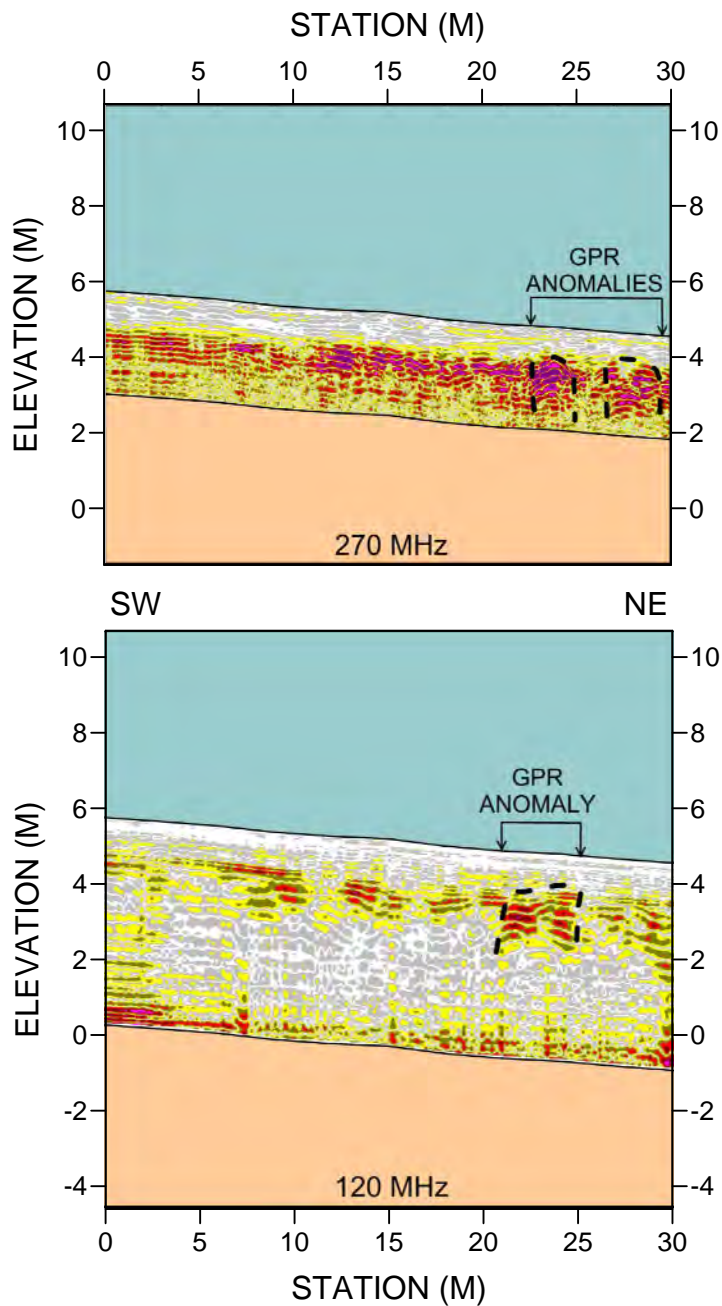 STATION (M)
0 5 10 15 20 25 30
10 10
8 8
6 6
4 4
2 2
0 0
ELEVATION (M)
GPR
ANOMALIES
270 MHz
SW NE
10 10
8 8
6 6
4 4
2 2
0 0
-2 -2
-4 -4
ELEVATION (M)
GPR
ANOMALY
120 MHz
0 5 10 15 20 25 30
STATION (M)